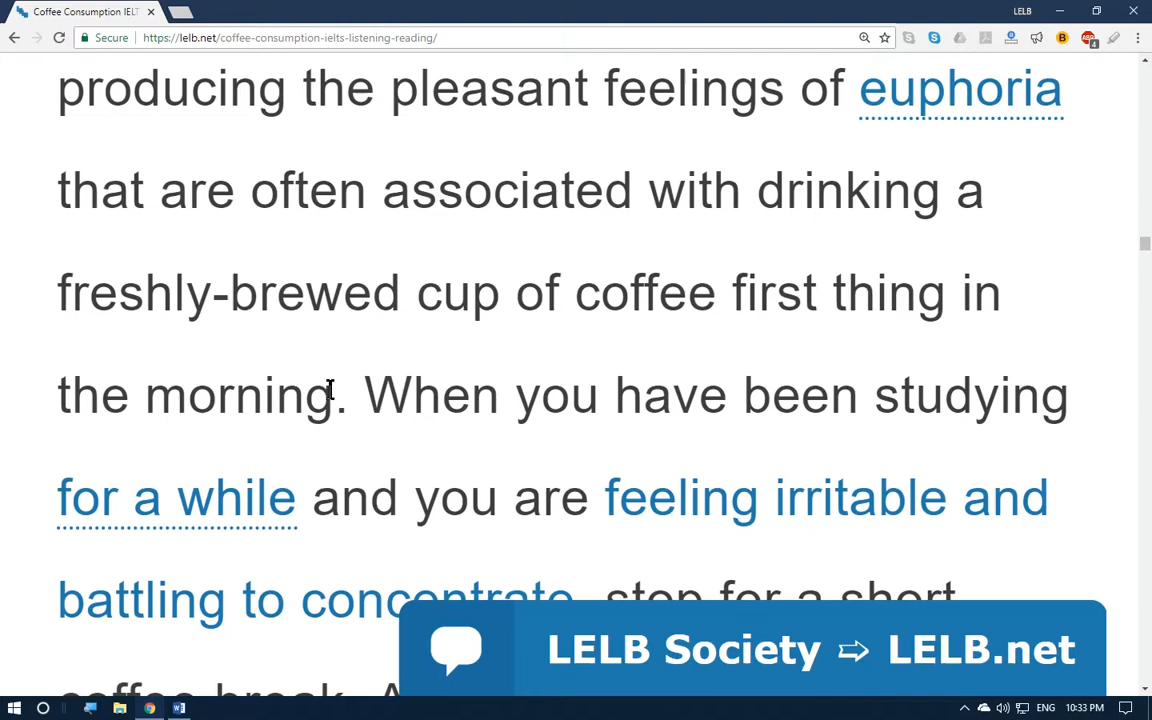 Coffee Consumption IELT
LELB
Secure
https://lelb.net/coffee-consumption-ielts-listening-reading/
producing the pleasant feelings of euphoria
that are often associated with drinking a
freshly-brewed cup of coffee first thing in
the morning. When you have been studying
for a while and you are feeling irritable and
battling to concentrate, stop for a short
coffee break. A
LELB Society ➯ LELB.net
ENG
10:33 PM